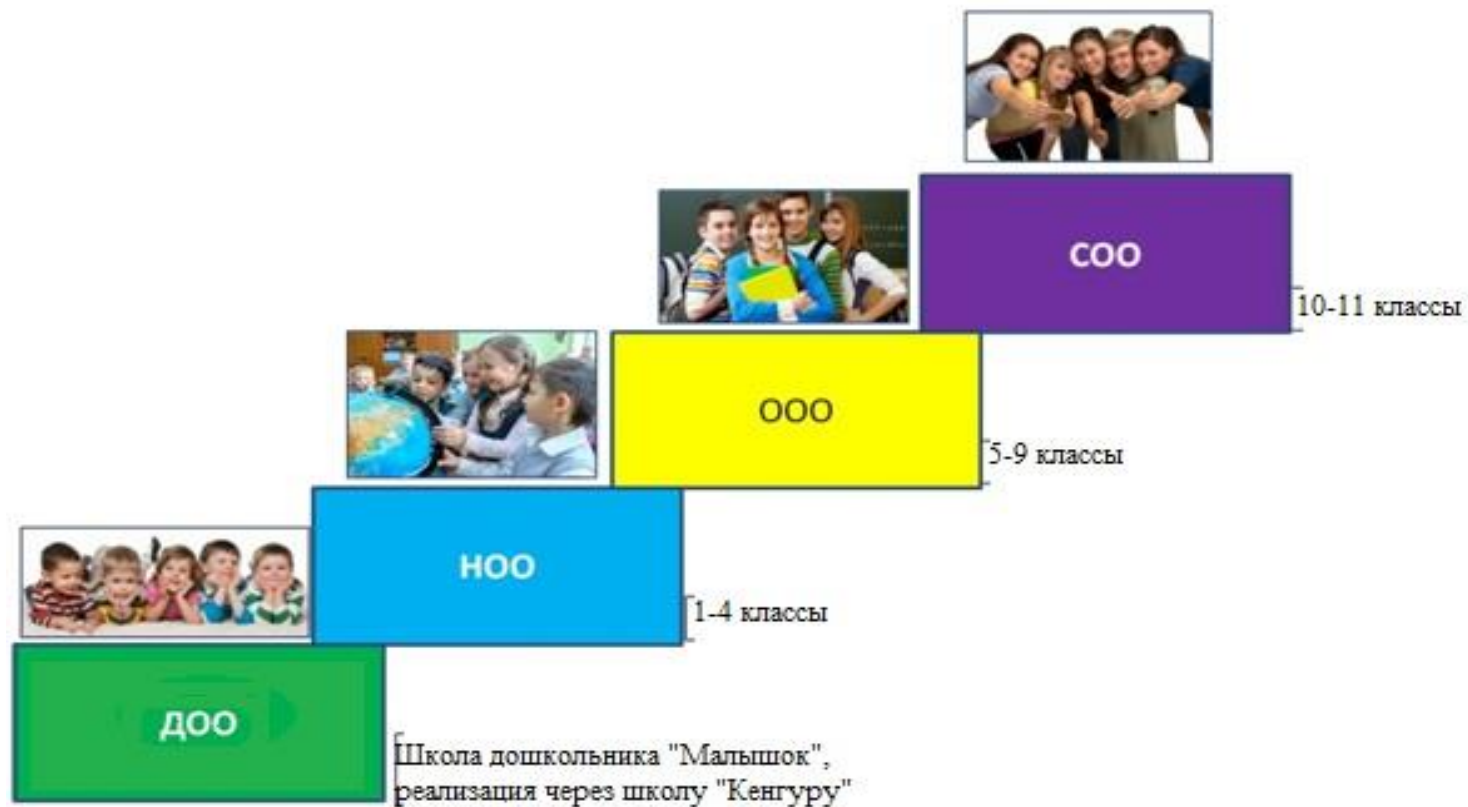 СОО
10-11 классы
ООО
5-9 классы
НОО
1-4 классы
ДОО
Школа дошкольника "Малышок",
реализация через школу "Кенгуру"